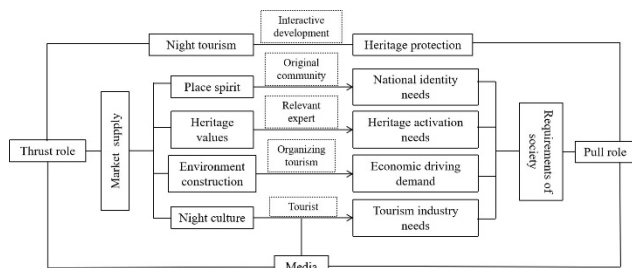 Interactive
development
Night tourism
Heritage protection
Original
community
Place spirit
National identity
needs
Relevant
expert
Heritage
values
Heritage activation
needs
Thrust role
Market supply
Organizing
tourism
Environment
construction
Economic driving
demand
Requirements of
society
Pull role
Tourist
Night culture
Tourism industry
needs
Media